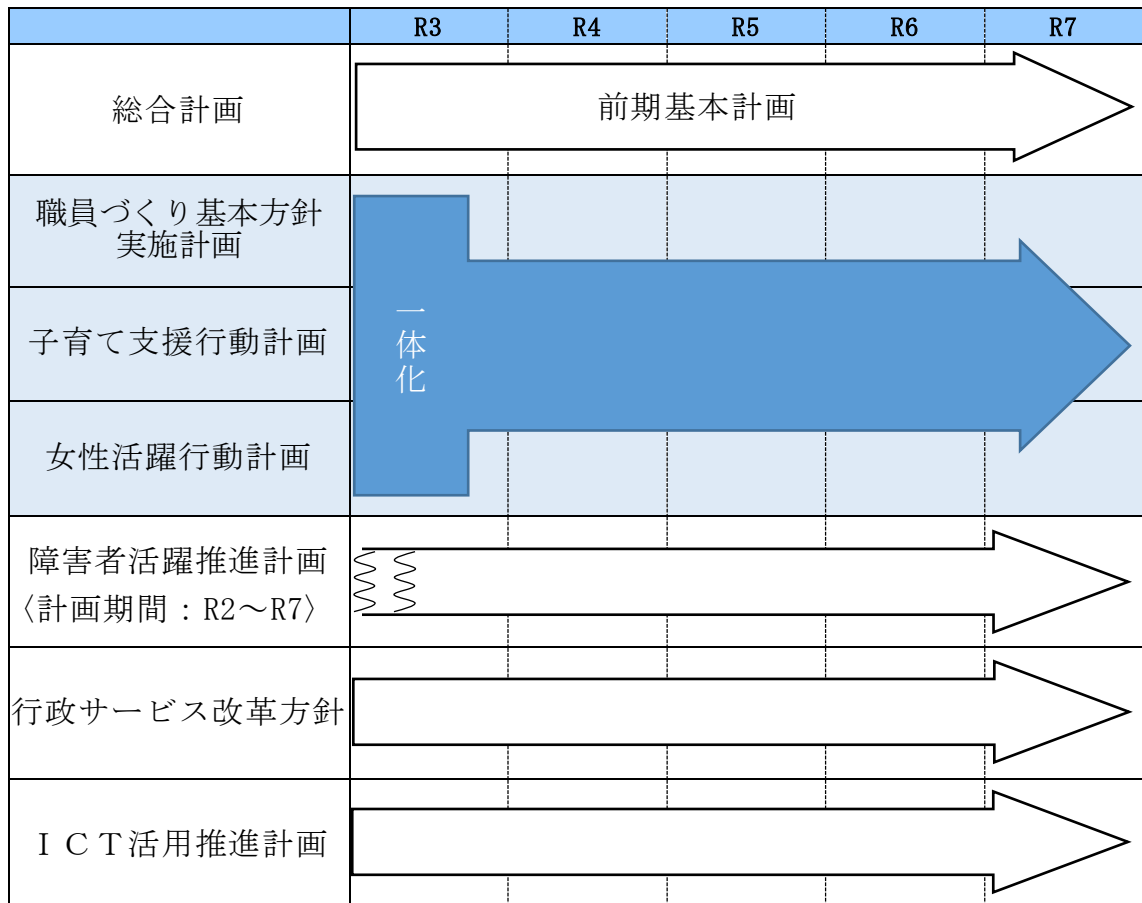 R3 R4 R5 R6 R7
総合計画
前期基本計画
職員づくり基本方針
実施計画
子育て支援行動計画
女性活躍行動計画
一体化
障害者活躍推進計画
〈計画期間：R2～R7〉
行政サービス改革方針
ＩＣＴ活用推進計画